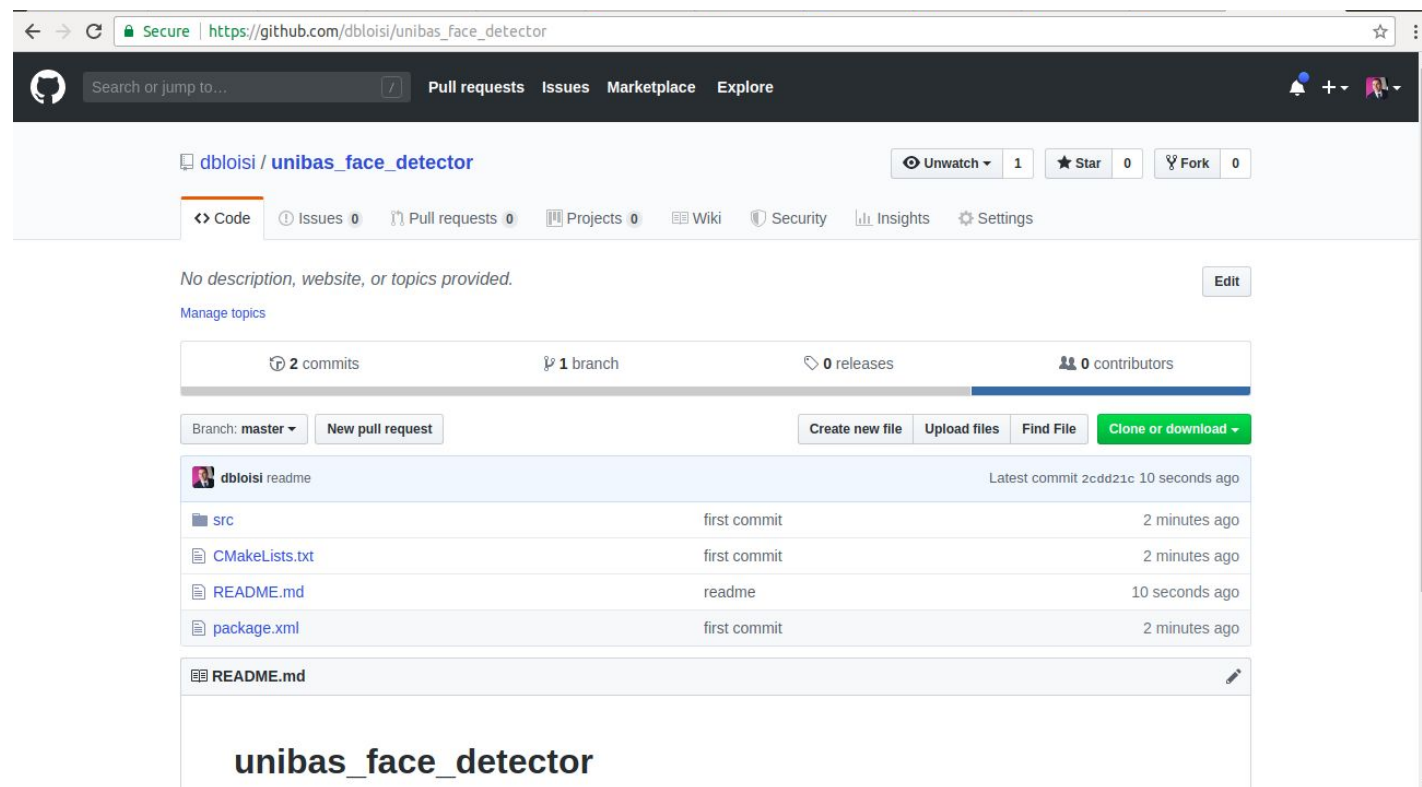 Secure | https://github.com/dbloisi/unibas_face_detector
Search or jump to... / Pull requests Issues Marketplace Explore
dbloisi / unibas_face_detector Unwatch 1 Star 0 Fork 0
Code Issues 0 Pull requests 0 Projects 0 Wiki Security Insights Settings
No description, website, or topics provided. Edit
Manage topics
2 commits 1 branch 0 releases 0 contributors
Branch: master New pull request Create new file Upload files Find File Clone or download
dbloisi readme Latest commit 2cdd21c 10 seconds ago
src first commit 2 minutes ago
CMakeLists.txt first commit 2 minutes ago
README.md readme 10 seconds ago
package.xml first commit 2 minutes ago
README.md
unibas_face_detector